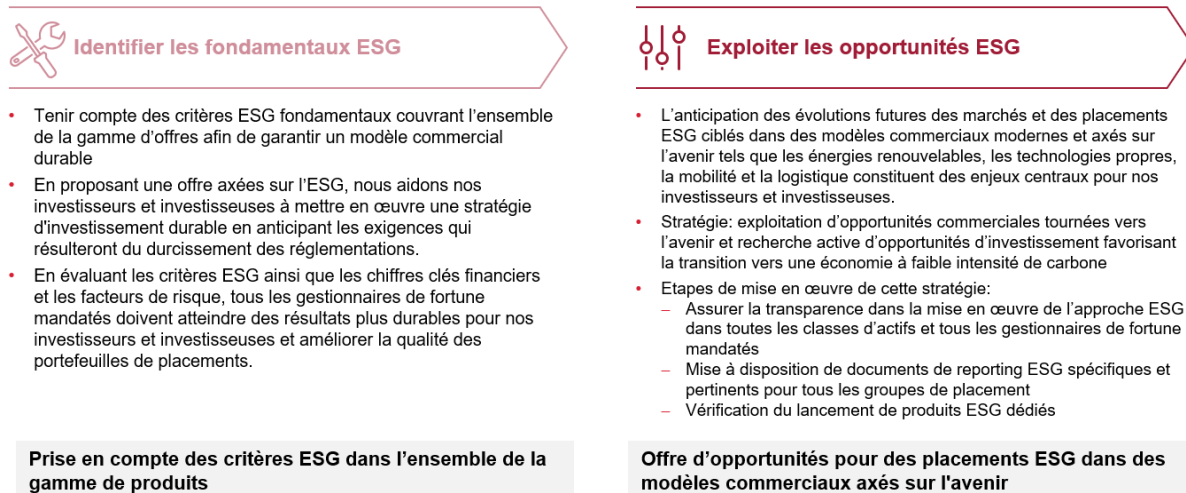 Identifier les fondamentaux ESG
• Tenir compte des critères ESG fondamentaux couvrant l'ensemble
de la gamme d'offres afin de garantir un modèle commercial
durable
• En proposant une offre axées sur l'ESG, nous aidons nos
investisseurs et investisseuses à mettre en œuvre une stratégie
d'investissement durable en anticipant les exigences qui
résulteront du durcissement des réglementations.
• En évaluant les critères ESG ainsi que les chiffres clés financiers
et les facteurs de risque, tous les gestionnaires de fortune
mandatés doivent atteindre des résultats plus durables pour nos
investisseurs et investisseuses et améliorer la qualité des
portefeuilles de placements.
Prise en compte des critères ESG dans l'ensemble de la
gamme de produits
Exploiter les opportunités ESG
• L'anticipation des évolutions futures des marchés et des placements
ESG ciblés dans des modèles commerciaux modernes et axés sur
l'avenir tels que les énergies renouvelables, les technologies propres,
la mobilité et la logistique constituent des enjeux centraux pour nos
investisseurs et investisseuses.
• Stratégie: exploitation d'opportunités commerciales tournées vers
l'avenir et recherche active d'opportunités d'investissement favorisant
la transition vers une économie à faible intensité de carbone
• Etapes de mise en œuvre de cette stratégie:
– Assurer la transparence dans la mise en œuvre de l'approche ESG
dans toutes les classes d'actifs et tous les gestionnaires de fortune
mandatés
– Mise à disposition de documents de reporting ESG spécifiques et
pertinents pour tous les groupes de placement
– Vérification du lancement de produits ESG dédiés
Offre d'opportunités pour des placements ESG dans des
modèles commerciaux axés sur l'avenir